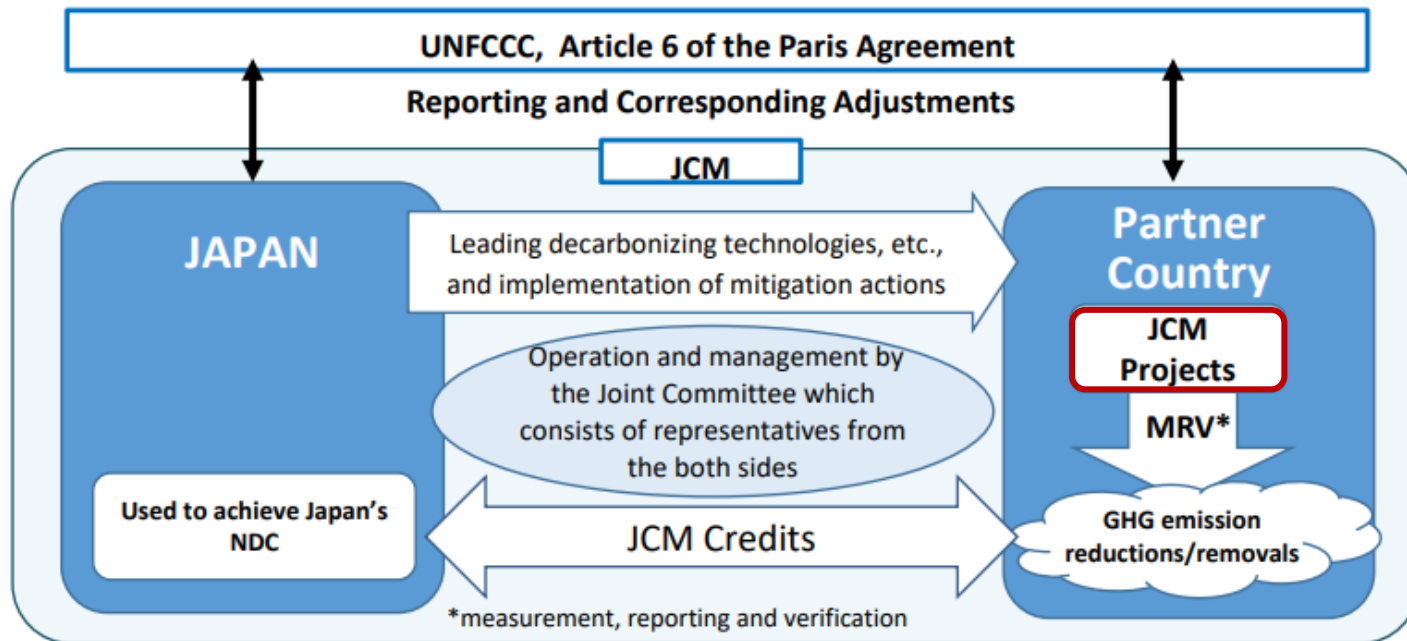 UNFCCC, Article 6 of the Paris Agreement
Reporting and Corresponding Adjustments
JCM
JAPAN
Leading decarbonizing technologies, etc.,
and implementation of mitigation actions
Partner
Country
JCM
Projects
Operation and management by
the Joint Committee which
consists of representatives from
the both sides
MRV*
Used to achieve Japan's
NDC
JCM Credits
GHG emission
reductions/removals
*measurement, reporting and verification